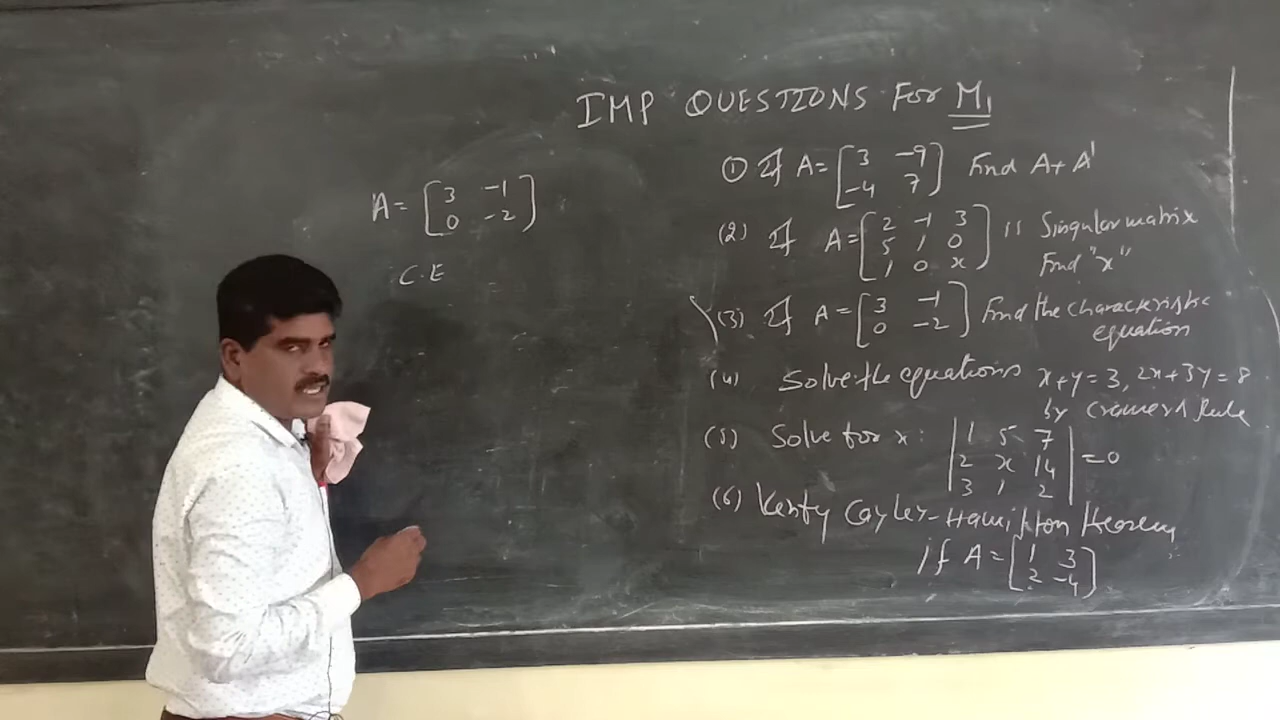 IMP QUESTIONS FOR M₁
A = [3 -1
0 -2]
C.E
(1) If A = [3 -9
-4 7] Find A + A'
(2) If A = [2 -1 3
5 1 0
1 0 x] is Singular matrix
Find "x"
(3) If A = [3 -1
0 -2] Find the characteristic
equation
(4) Solve the equations x+y=3, 2x+3y=8
by Cramer's Rule
(5) Solve for x: |1 5 7
2 x 14
3 1 2| = 0
(6) Verify Cayley-Hamilton theorem
if A = [1 3
2 -4]